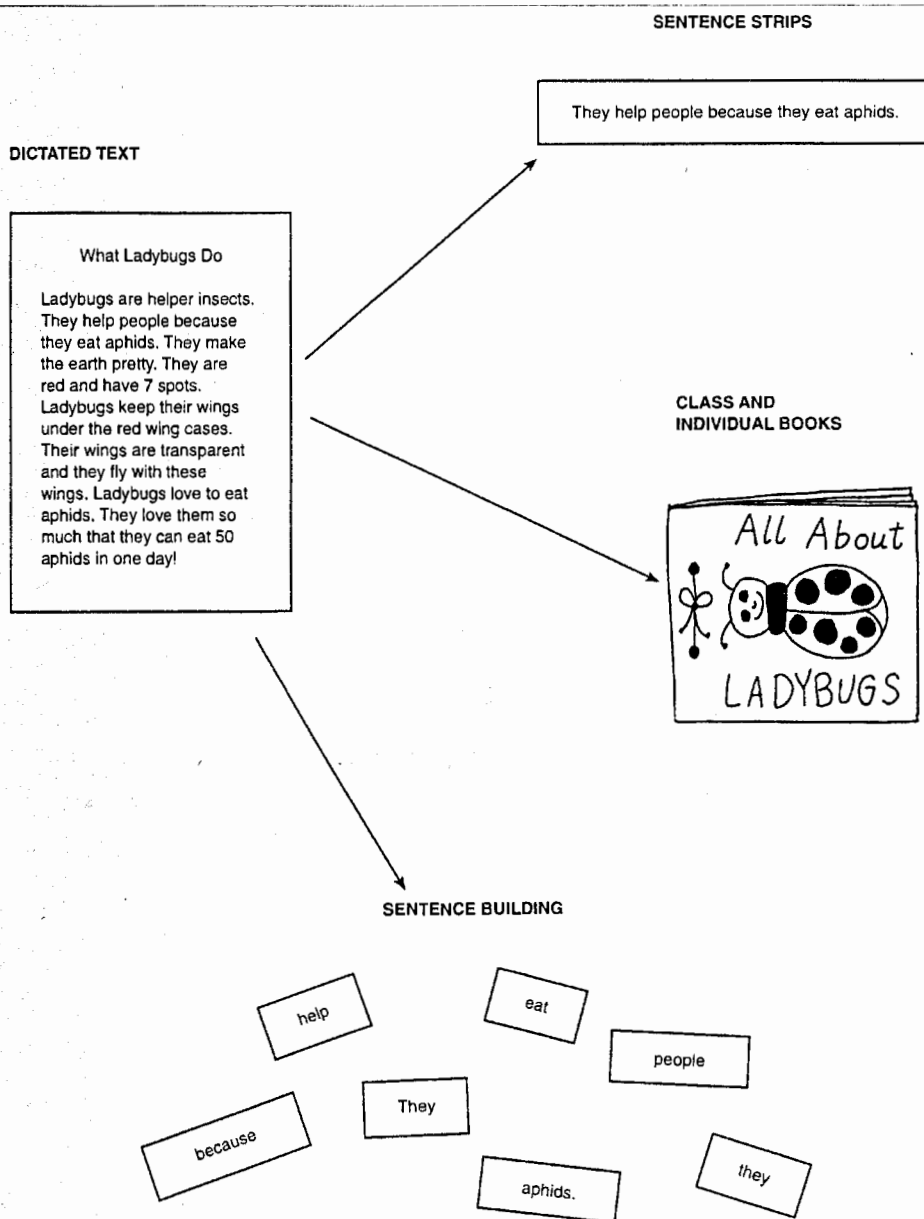 SENTENCE STRIPS
They help people because they eat aphids.
DICTATED TEXT
What Ladybugs Do
Ladybugs are helper insects.
They help people because
they eat aphids. They make
the earth pretty. They are
red and have 7 spots.
Ladybugs keep their wings
under the red wing cases.
Their wings are transparent
and they fly with these
wings. Ladybugs love to eat
aphids. They love them so
much that they can eat 50
aphids in one day!
CLASS AND
INDIVIDUAL BOOKS
All About
LADYBUGS
SENTENCE BUILDING
help
eat
people
They
because
they
aphids.